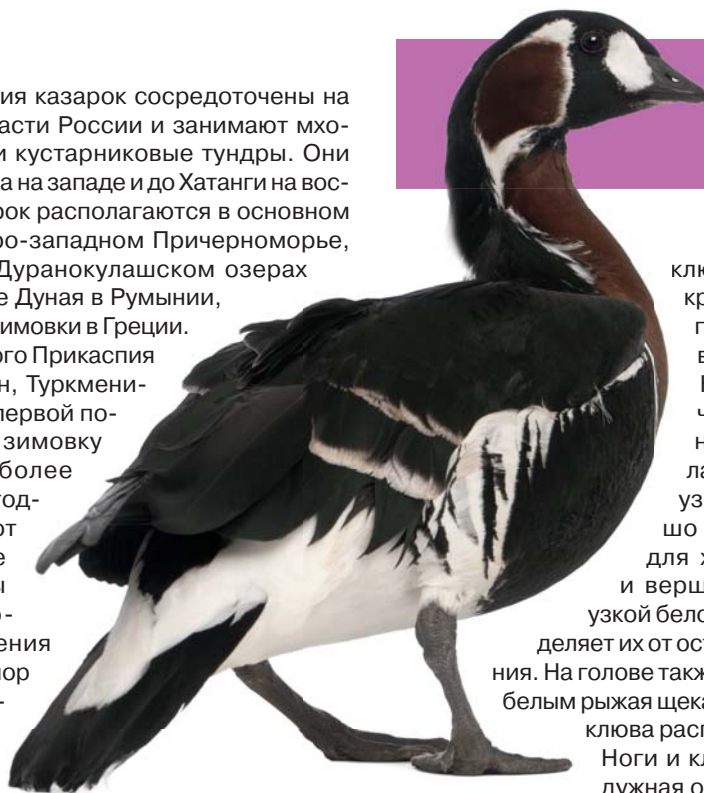 ия казарок сосредоточены на
асти России и занимают мхо-
и кустарниковые тундры. Они
а на западе и до Хатанги на вос-
рок располагаются в основном
ро-западном Причерноморье,
Дуранокулашском озерах
е Дуная в Румынии,
имовки в Греции.
ого Прикаспия
н, Туркмени-
первой по-
зимовку
более
год-
от
е
ы
о-
ения
пор
-
клю
кр
п
в
ч
н
ла
уз
шо
для х
и верш
узкой бело
деляет их от ост
ния. На голове такж
белым рыжая щека
клюва расп
Ноги и кл
дужная о